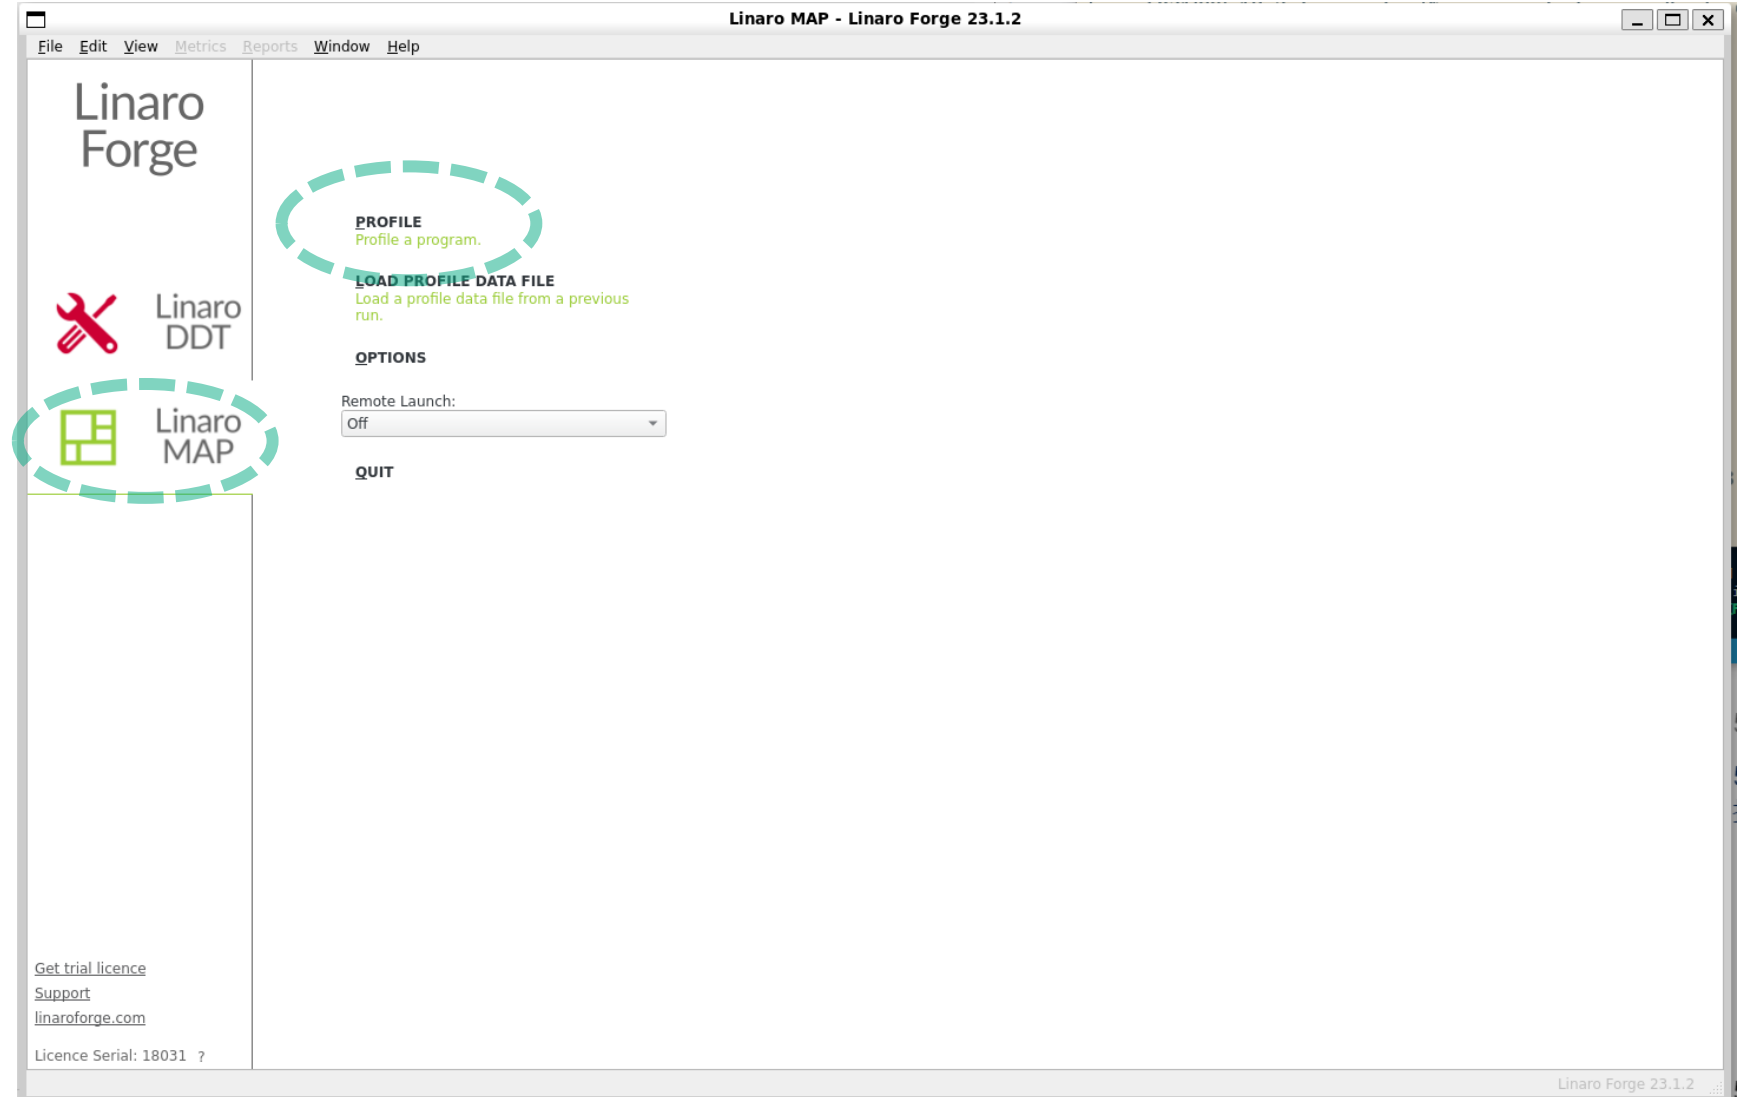 Linaro MAP - Linaro Forge 23.1.2
File Edit View Metrics Reports Window Help
Linaro
Forge
PROFILE
Profile a program.
LOAD PROFILE DATA FILE
Load a profile data file from a previous
run.
Linaro
DDT
OPTIONS
Remote Launch:
Off
Linaro
MAP
QUIT
Get trial licence
Support
linaroforge.com
Licence Serial: 18031 ?
Linaro Forge 23.1.2